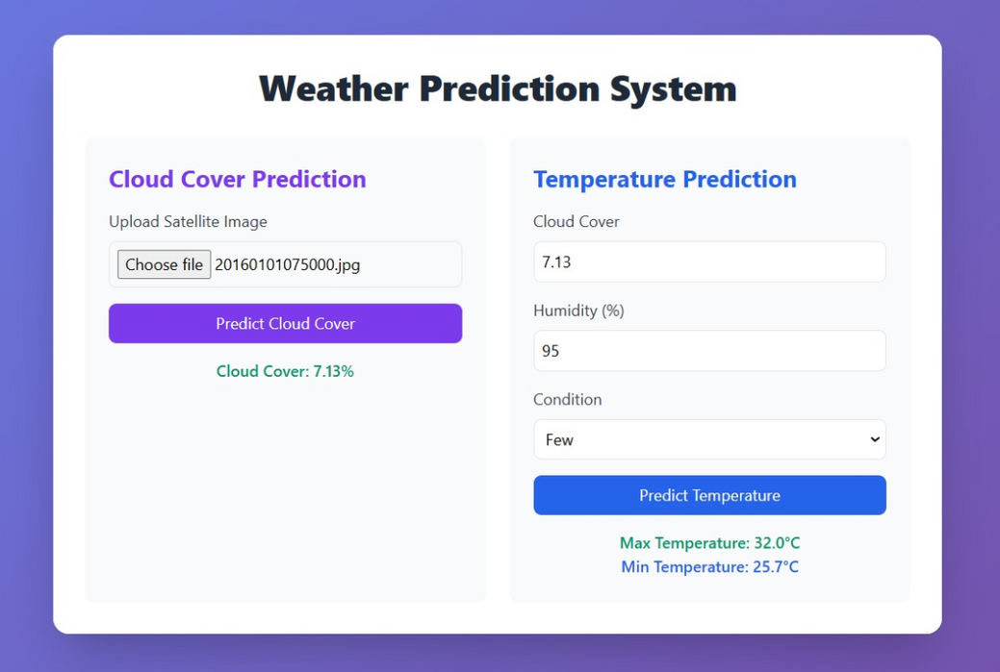 Weather Prediction System
Cloud Cover Prediction
Upload Satellite Image
Choose file 20160101075000.jpg
Predict Cloud Cover
Cloud Cover: 7.13%
Temperature Prediction
Cloud Cover
7.13
Humidity (%)
95
Condition
Few
Predict Temperature
Max Temperature: 32.0°C
Min Temperature: 25.7°C